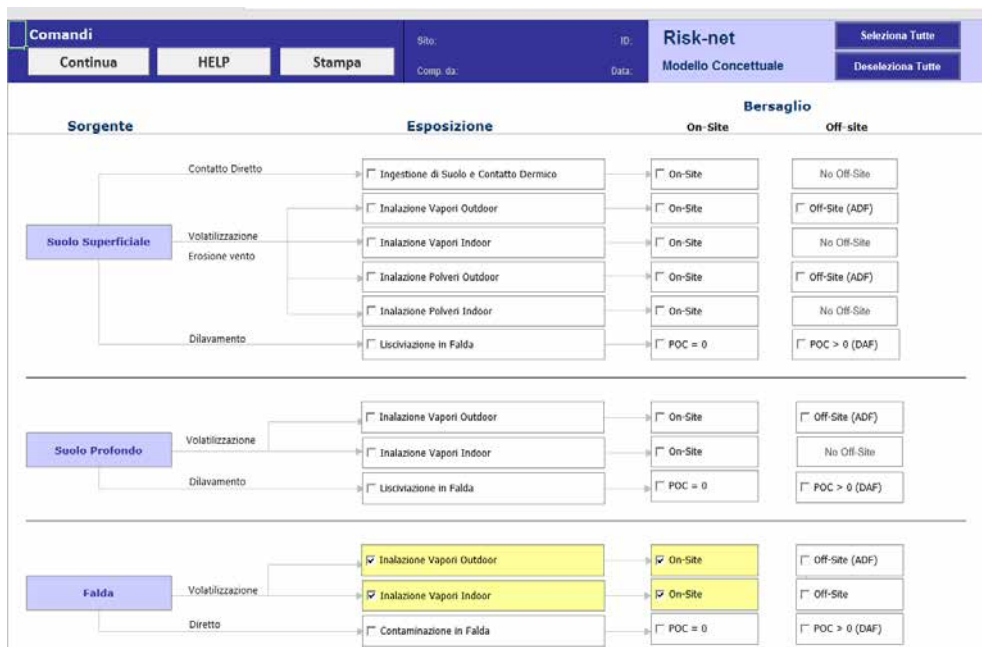 Comandi
Continua HELP Stampa
Sito: ID:
Comp. da: Data:
Risk-net
Modello Concettuale
Seleziona Tutte
Deseleziona Tutte
Bersaglio
Sorgente Esposizione On-Site Off-site
Contatto Diretto Ingestione di Suolo e Contatto Dermico On-Site No Off-Site
Inalazione Vapori Outdoor On-Site Off-Site (ADF)
Suolo Superficiale Volatilizzazione Inalazione Vapori Indoor On-Site No Off-Site
Erosione vento
Inalazione Polveri Outdoor On-Site Off-Site (ADF)
Inalazione Polveri Indoor On-Site No Off-Site
Dilavamento Lisciviazione in Falda POC = 0 POC > 0 (DAF)
Inalazione Vapori Outdoor On-Site Off-Site (ADF)
Suolo Profondo Volatilizzazione Inalazione Vapori Indoor On-Site No Off-Site
Dilavamento Lisciviazione in Falda POC = 0 POC > 0 (DAF)
Inalazione Vapori Outdoor On-Site Off-Site (ADF)
Falda Volatilizzazione Inalazione Vapori Indoor On-Site Off-Site
Diretto Contaminazione in Falda POC = 0 POC > 0 (DAF)